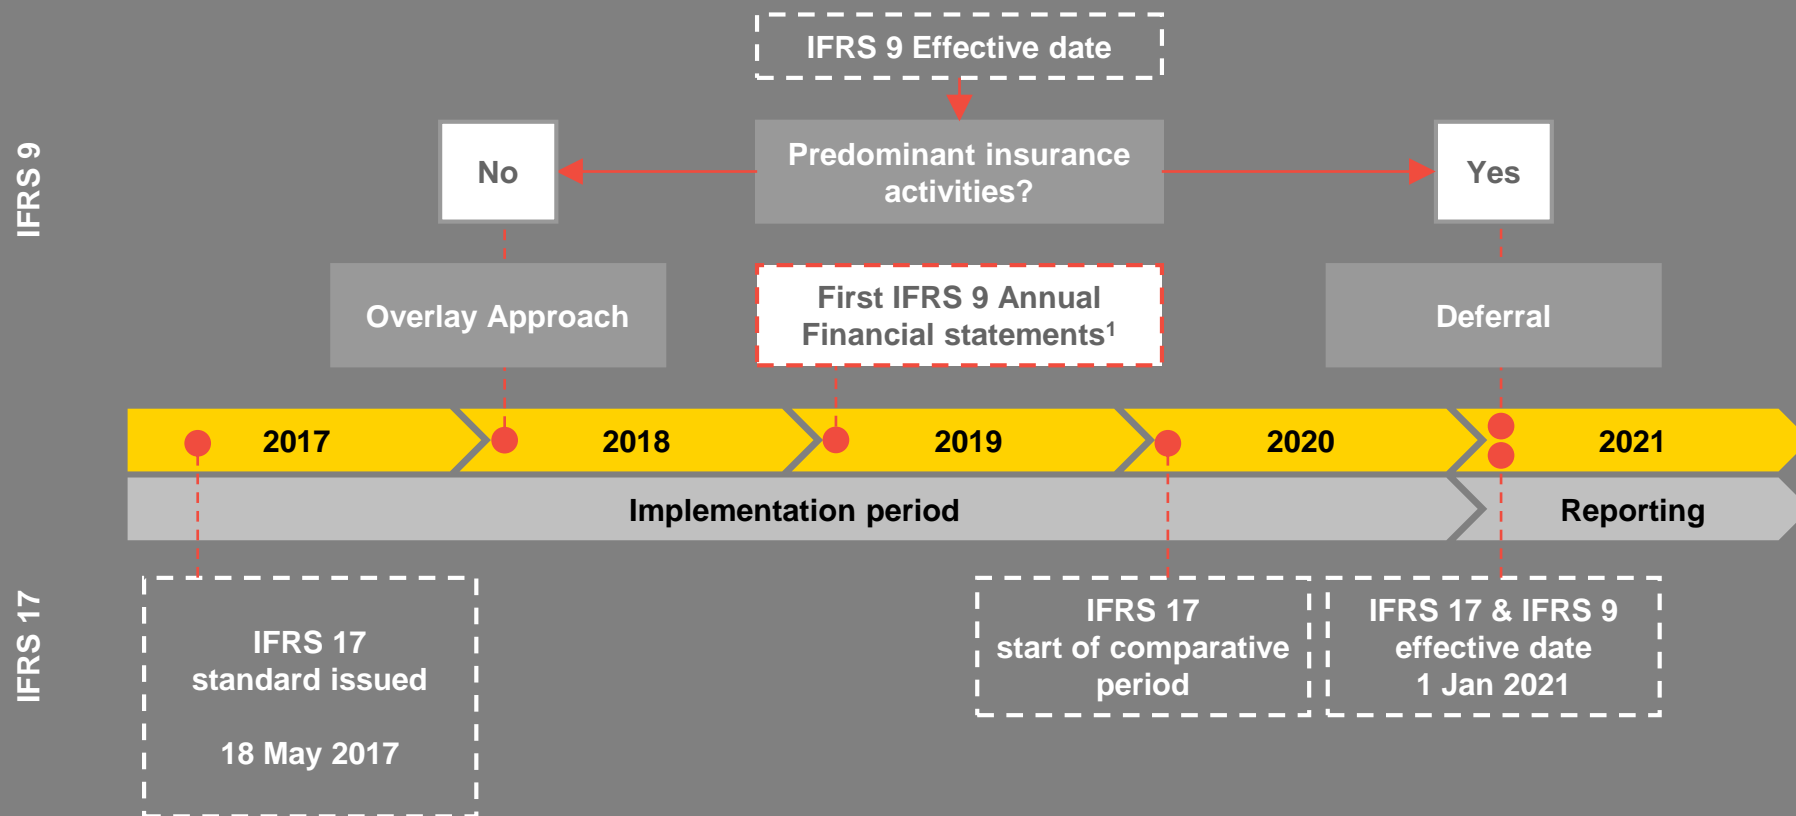 IFRS 9 Effective date
IFRS 9
No
Predominant insurance
activities?
Yes
Overlay Approach
First IFRS 9 Annual
Financial statements¹
Deferral
2017
2018
2019
2020
2021
Implementation period
Reporting
IFRS 17
IFRS 17
standard issued
18 May 2017
IFRS 17
start of comparative
period
IFRS 17 & IFRS 9
effective date
1 Jan 2021